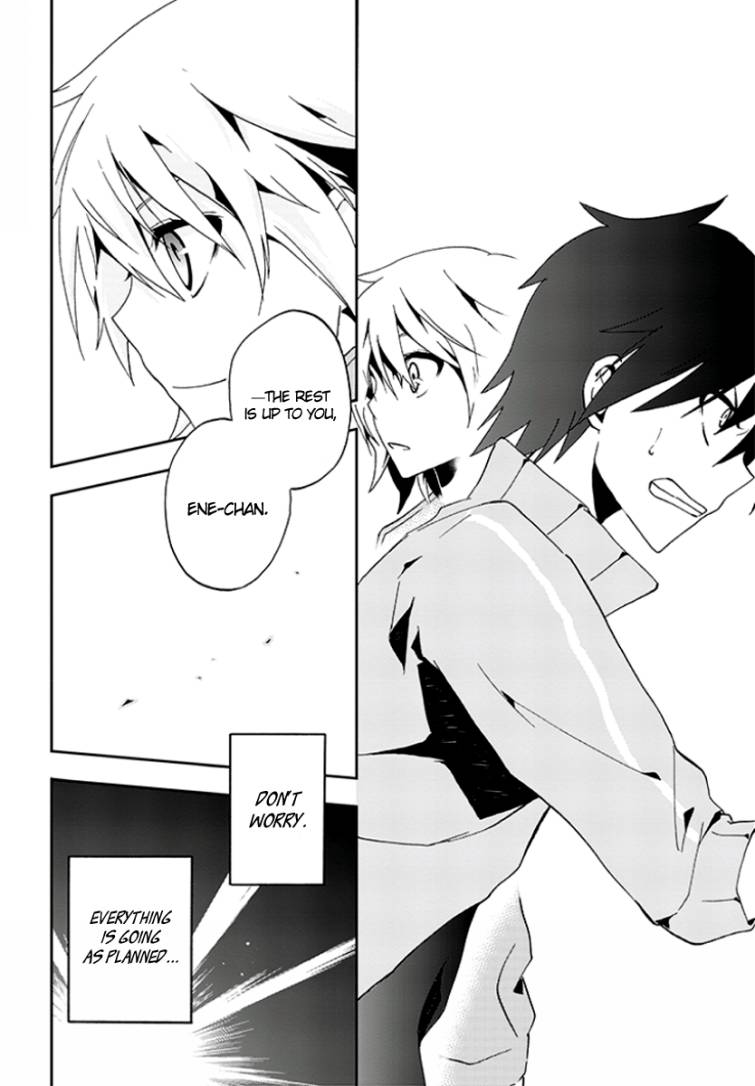 —THE REST
IS UP TO YOU,
ENE-CHAN.
DON'T
WORRY.
EVERYTHING
IS GOING
AS PLANNED...